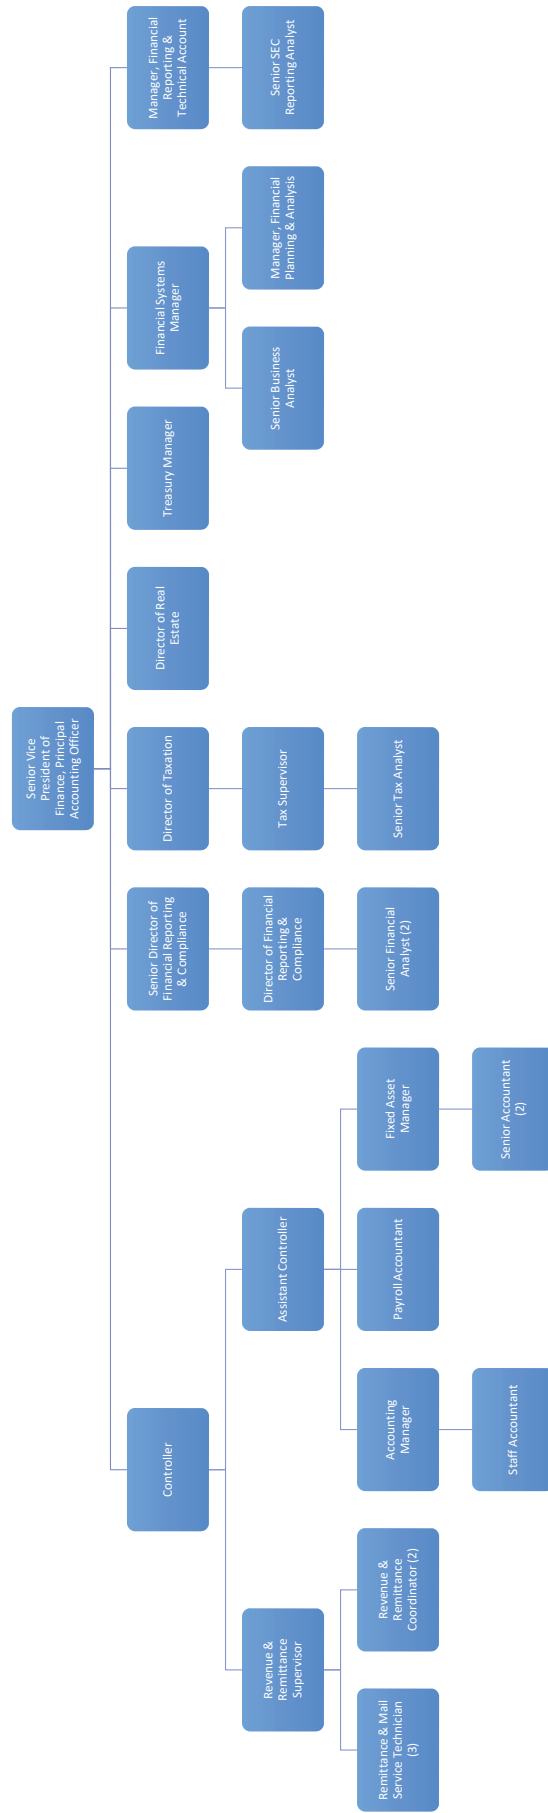 Senior Vice
President of
Finance, Principal
Accounting Officer
Controller
Senior Director of
Financial Reporting
& Compliance
Director of Taxation
Director of Real
Estate
Treasury Manager
Financial Systems
Manager
Manager, Financial
Reporting &
Technical Account
Revenue &
Remittance
Supervisor
Assistant Controller
Director of Financial
Reporting &
Compliance
Tax Supervisor
Senior Business
Analyst
Manager, Financial
Planning & Analysis
Senior SEC
Reporting Analyst
Remittance & Mail
Service Technician
(3)
Revenue &
Remittance
Coordinator (2)
Accounting
Manager
Payroll Accountant
Fixed Asset
Manager
Senior Financial
Analyst (2)
Senior Tax Analyst
Staff Accountant
Senior Accountant
(2)